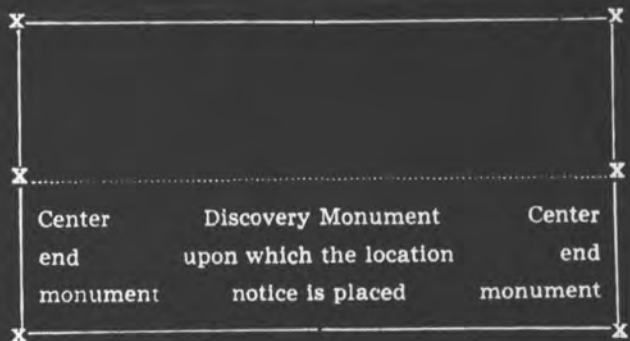 X X
X X
Center Discovery Monument Center
end upon which the location end
monument notice is placed monument
X X